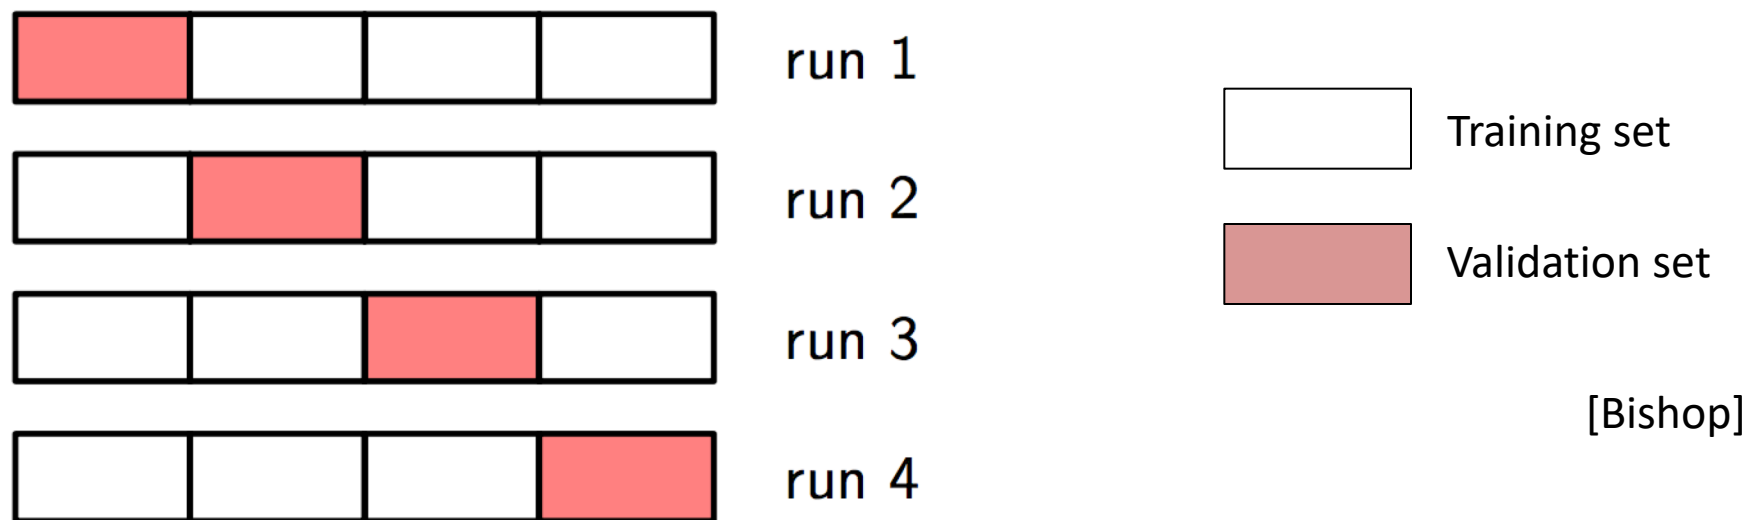 run 1
run 2
run 3
run 4
Training set
Validation set
[Bishop]